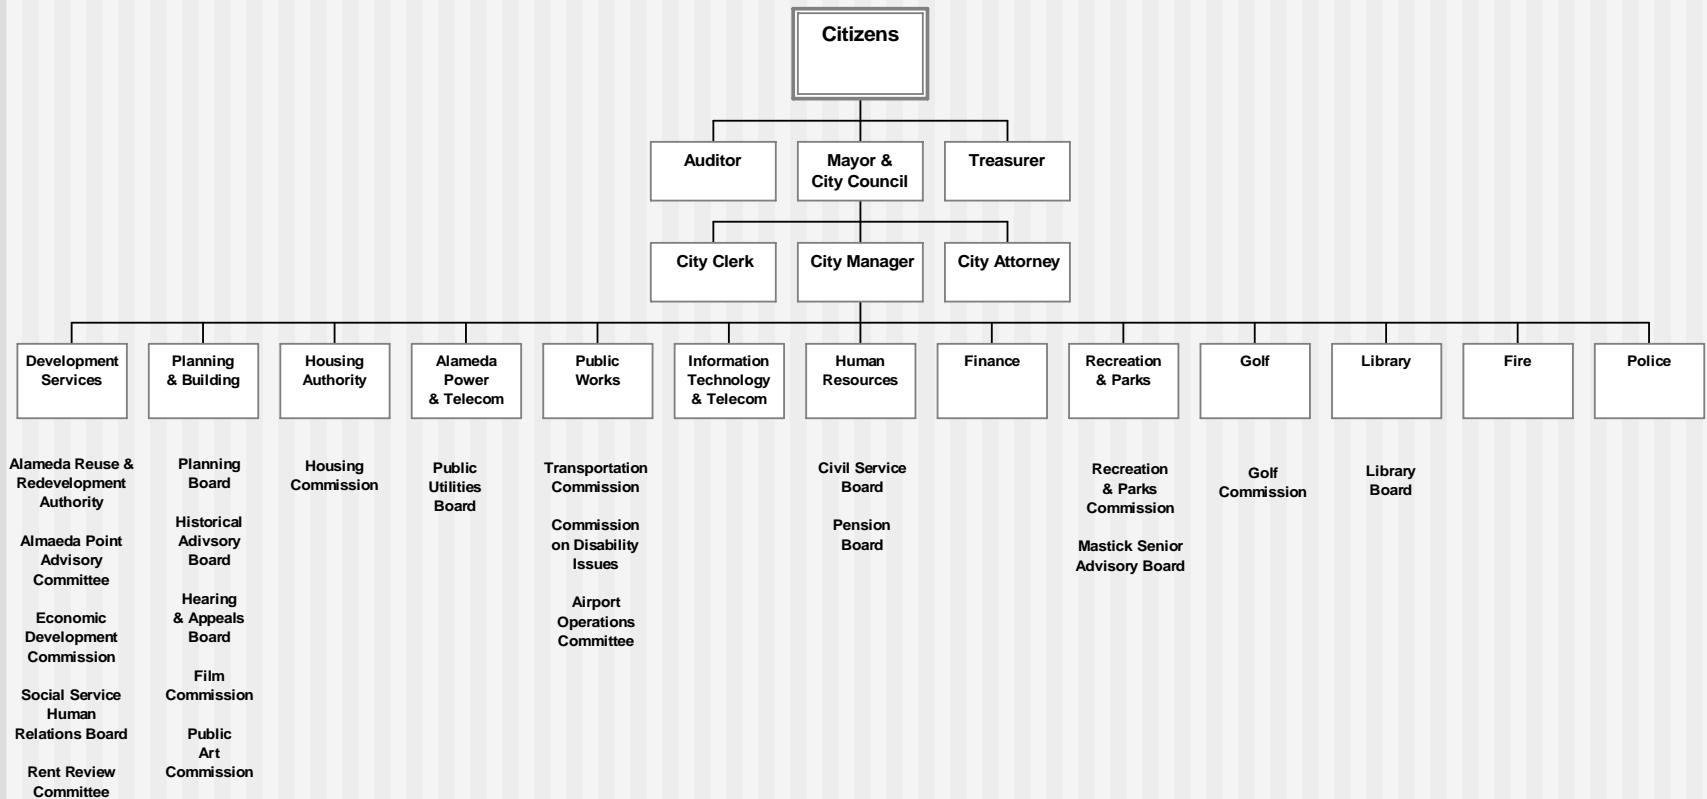 Citizens
Auditor
Mayor &
City Council
Treasurer
City Clerk
City Manager
City Attorney
Development
Services
Planning
& Building
Housing
Authority
Alameda
Power
& Telecom
Public
Works
Information
Technology
& Telecom
Human
Resources
Finance
Recreation
& Parks
Golf
Library
Fire
Police
Alameda Reuse &
Redevelopment
Authority
Almaeda Point
Advisory
Committee
Economic
Development
Commission
Social Service
Human
Relations Board
Rent Review
Committee
Planning
Board
Historical
Adivsory
Board
Hearing
& Appeals
Board
Film
Commission
Public
Art
Commission
Housing
Commission
Public
Utilities
Board
Transportation
Commission
Commission
on Disability
Issues
Airport
Operations
Committee
Civil Service
Board
Pension
Board
Recreation
& Parks
Commission
Mastick Senior
Advisory Board
Golf
Commission
Library
Board